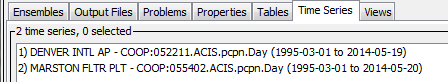 Ensembles Output Files Problems Properties Tables Time Series Views
2 time series, 0 selected
1) DENVER INTL AP - COOP:052211.ACIS.pcpn.Day (1995-03-01 to 2014-05-19)
2) MARSTON FLTR PLT - COOP:055402.ACIS.pcpn.Day (1995-03-01 to 2014-05-20)